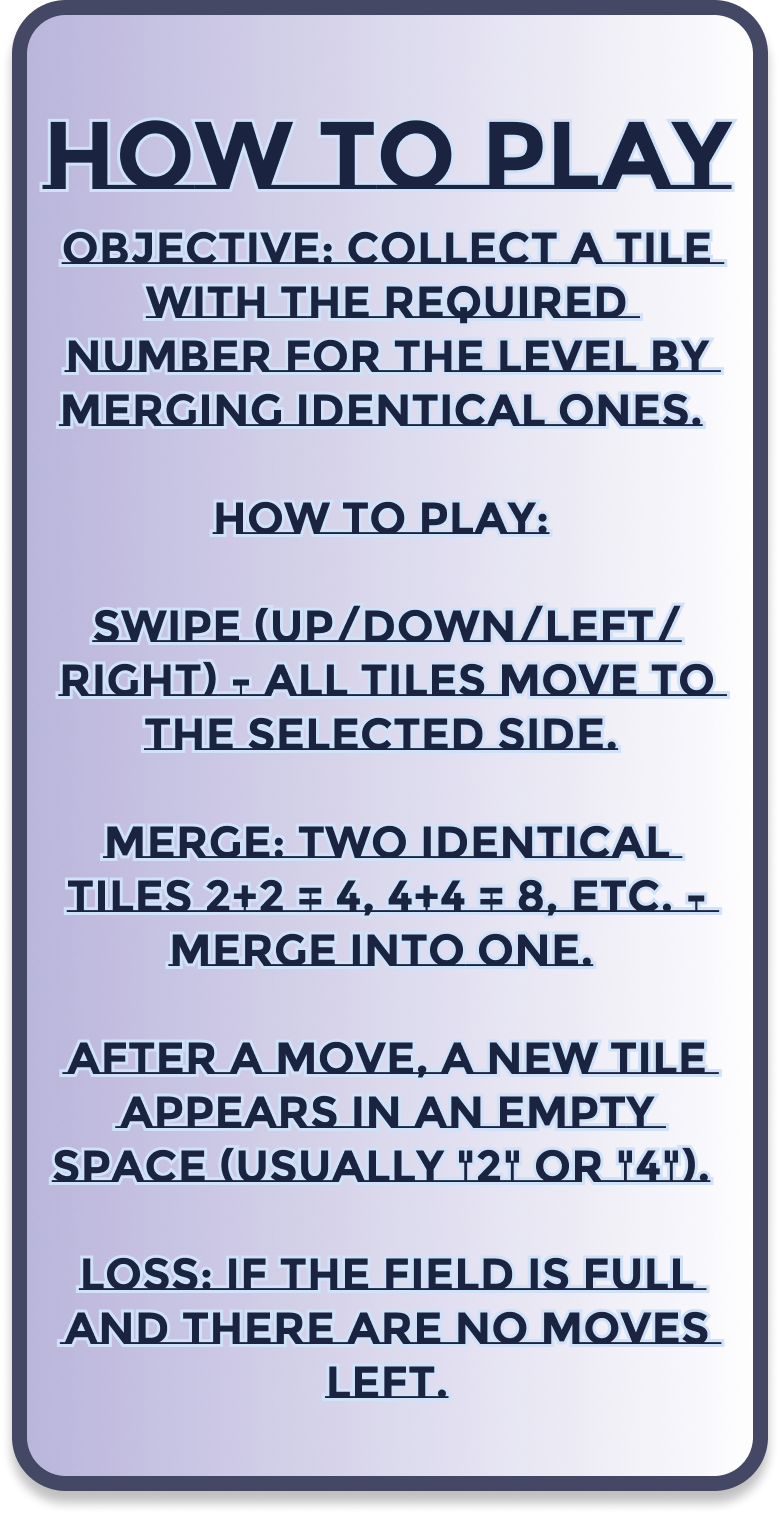 HOW TO PLAY
OBJECTIVE: COLLECT A TILE
WITH THE REQUIRED
NUMBER FOR THE LEVEL BY
MERGING IDENTICAL ONES.
HOW TO PLAY:
SWIPE (UP/DOWN/LEFT/
RIGHT) - ALL TILES MOVE TO
THE SELECTED SIDE.
MERGE: TWO IDENTICAL
TILES 2+2 = 4, 4+4 = 8, ETC. -
MERGE INTO ONE.
AFTER A MOVE, A NEW TILE
APPEARS IN AN EMPTY
SPACE (USUALLY "2" OR "4").
LOSS: IF THE FIELD IS FULL
AND THERE ARE NO MOVES
LEFT.